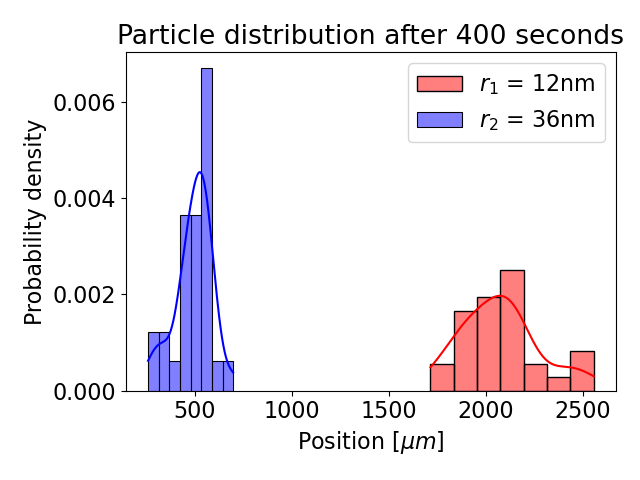 Particle distribution after 400 seconds
Probability density
0.006
0.004
0.002
0.000
r₁ = 12nm
r₂ = 36nm
500 1000 1500 2000 2500
Position [μm]